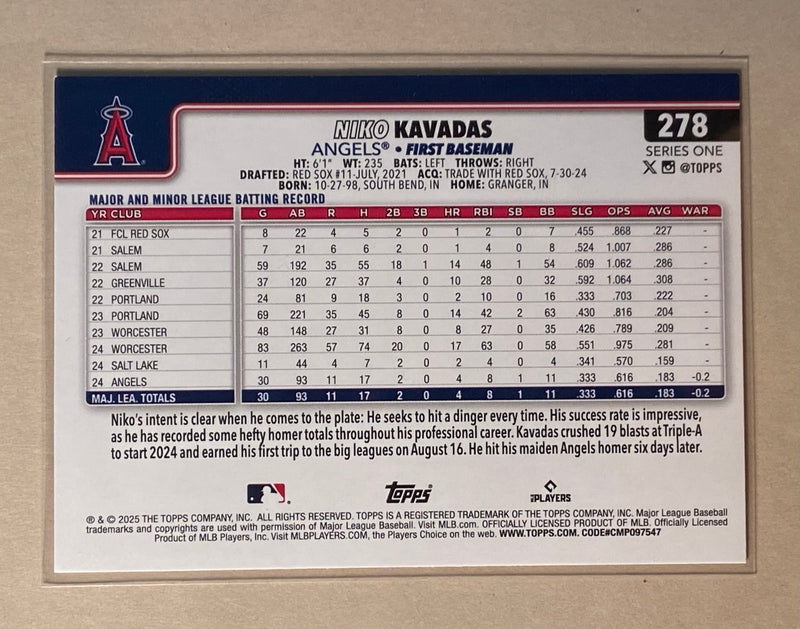 A
NIKO KAVADAS
278
ANGELS® • FIRST BASEMAN
SERIES ONE
HT: 6'1" WT: 235 BATS: LEFT THROWS: RIGHT
@TOPPS
DRAFTED: RED SOX #11-JULY, 2021 ACQ: TRADE WITH RED SOX, 7-30-24
BORN: 10-27-98, SOUTH BEND, IN HOME: GRANGER, IN
MAJOR AND MINOR LEAGUE BATTING RECORD
YR CLUB G AB R H 2B 3B HR RBI SB BB SLG OPS AVG WAR
21 FCL RED SOX 8 22 4 5 2 0 1 2 0 7 .455 .868 .227 -
21 SALEM 7 21 6 6 2 0 1 4 0 8 .524 1.007 .286 -
22 SALEM 59 192 35 55 18 1 14 48 1 54 .609 1.062 .286 -
22 GREENVILLE 37 120 27 37 4 0 10 28 0 32 .592 1.064 .308 -
22 PORTLAND 24 81 9 18 3 0 2 10 0 16 .333 .703 .222 -
23 PORTLAND 69 221 35 45 8 0 14 42 2 63 .430 .816 .204 -
23 WORCESTER 48 148 27 31 8 0 8 27 0 35 .426 .789 .209 -
24 WORCESTER 83 263 57 74 20 0 17 63 0 58 .551 .975 .281 -
24 SALT LAKE 11 44 4 7 2 0 2 4 0 4 .341 .570 .159 -
24 ANGELS 30 93 11 17 2 0 4 8 1 11 .333 .616 .183 -0.2
MAJ. LEA. TOTALS 30 93 11 17 2 0 4 8 1 11 .333 .616 .183 -0.2
Niko's intent is clear when he comes to the plate: He seeks to hit a dinger every time. His success rate is impressive,
as he has recorded some hefty homer totals throughout his professional career. Kavadas crushed 19 blasts at Triple-A
to start 2024 and earned his first trip to the big leagues on August 16. He hit his maiden Angels homer six days later.
Topps
PLAYERS
® & © 2025 THE TOPPS COMPANY, INC. ALL RIGHTS RESERVED. TOPPS IS A REGISTERED TRADEMARK OF THE TOPPS COMPANY, INC. Major League Baseball
trademarks and copyrights are used with permission of Major League Baseball. Visit MLB.com. OFFICIALLY LICENSED PRODUCT OF MLB. Officially Licensed
Product of MLB Players, Inc. Visit MLBPLAYERS.COM, the Players Choice on the web. WWW.TOPPS.COM. CODE#CMP097547